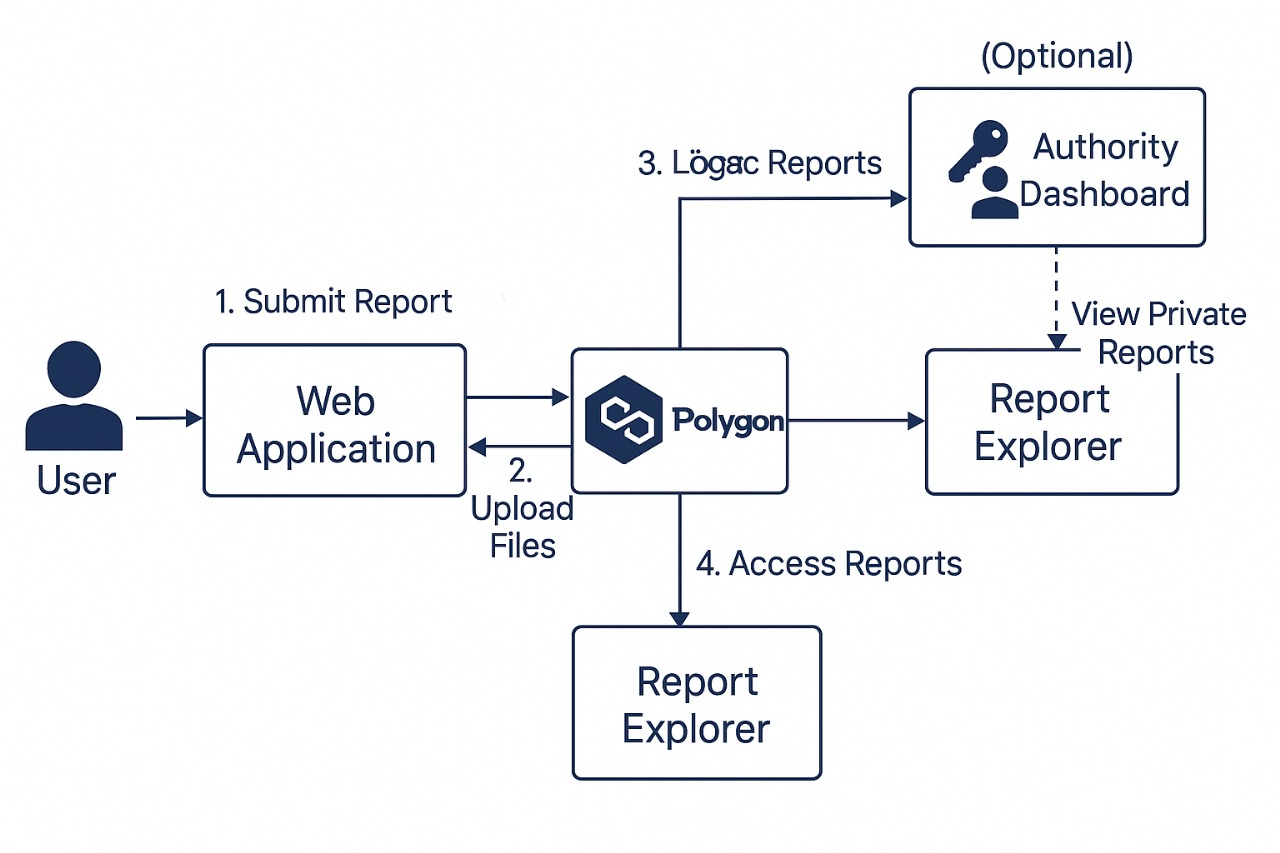 (Optional)
Authority
Dashboard
3. Reports
1. Submit Report
View Private
Reports
User
Web
Application
2.
Upload
Files
Polygon
Report
Explorer
4. Access Reports
Report
Explorer